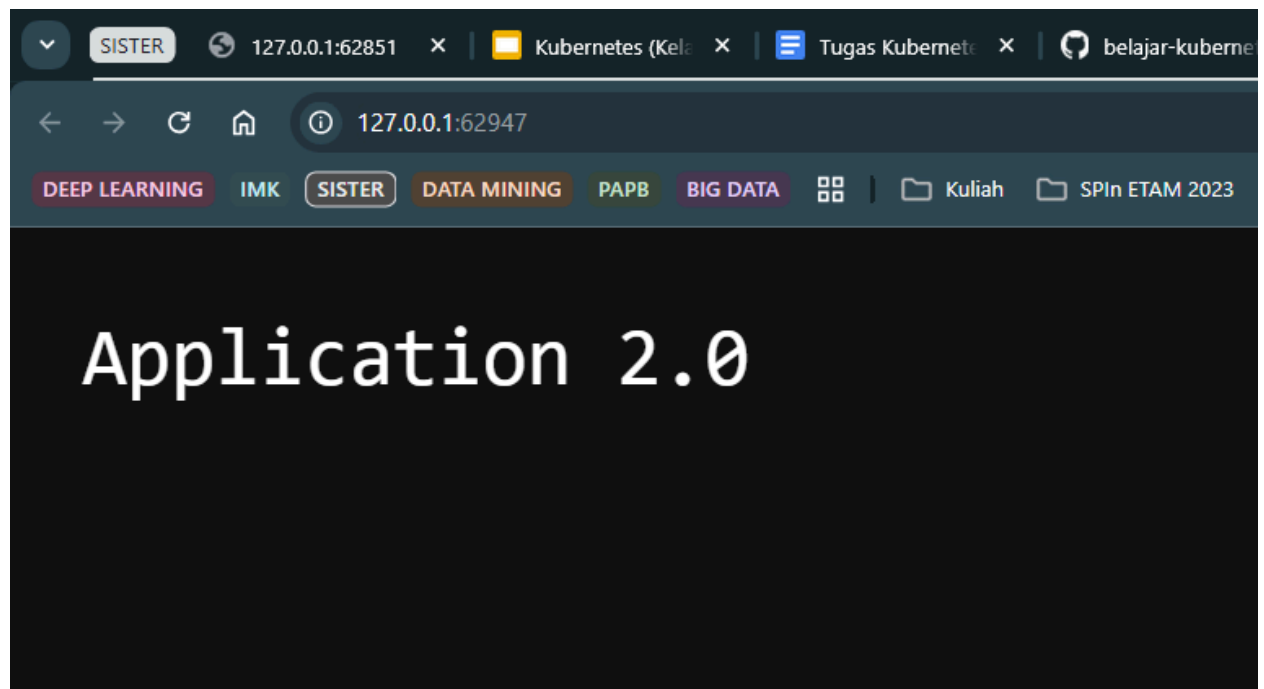 SISTER 127.0.0.1:62851 Kubernetes (Kela Tugas Kubernete belajar-kubernet
127.0.0.1:62947
DEEP LEARNING IMK SISTER DATA MINING PAPB BIG DATA Kuliah SPIn ETAM 2023
Application 2.0